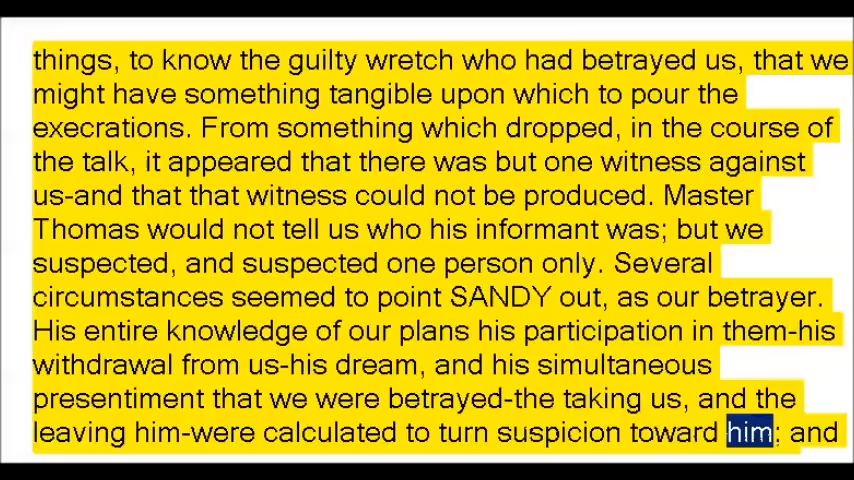 things, to know the guilty wretch who had betrayed us, that we
might have something tangible upon which to pour the
execrations. From something which dropped, in the course of
the talk, it appeared that there was but one witness against
us-and that that witness could not be produced. Master
Thomas would not tell us who his informant was; but we
suspected, and suspected one person only. Several
circumstances seemed to point SANDY out, as our betrayer.
His entire knowledge of our plans his participation in them-his
withdrawal from us-his dream, and his simultaneous
presentiment that we were betrayed-the taking us, and the
leaving him-were calculated to turn suspicion toward him; and